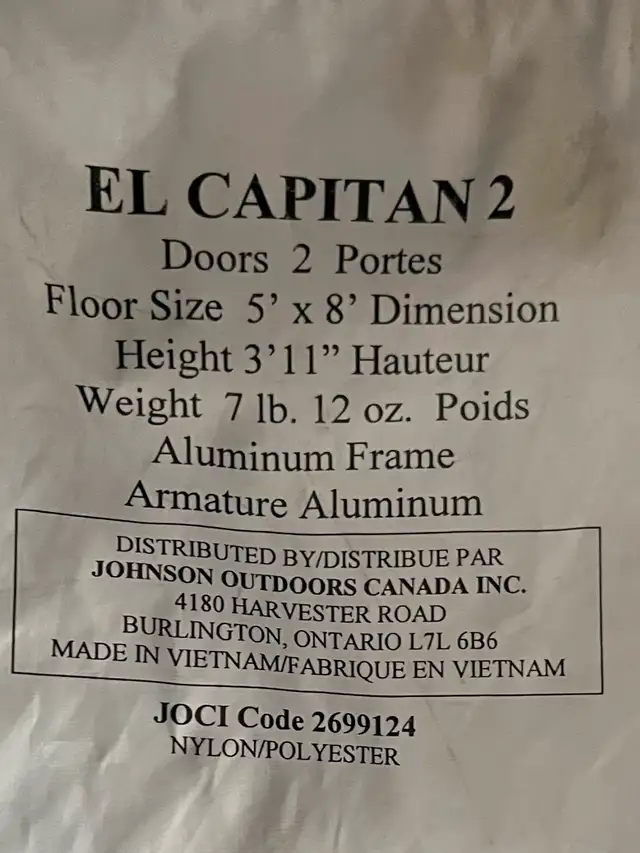 EL CAPITAN 2
Doors 2 Portes
Floor Size 5' x 8' Dimension
Height 3'11” Hauteur
Weight 7 lb. 12 oz. Poids
Aluminum Frame
Armature Aluminum
DISTRIBUTED BY/DISTRIBUE PAR
JOHNSON OUTDOORS CANADA INC.
4180 HARVESTER ROAD
BURLINGTON, ONTARIO L7L 6B6
MADE IN VIETNAM/FABRIQUE EN VIETNAM
JOCI Code 2699124
NYLON/POLYESTER